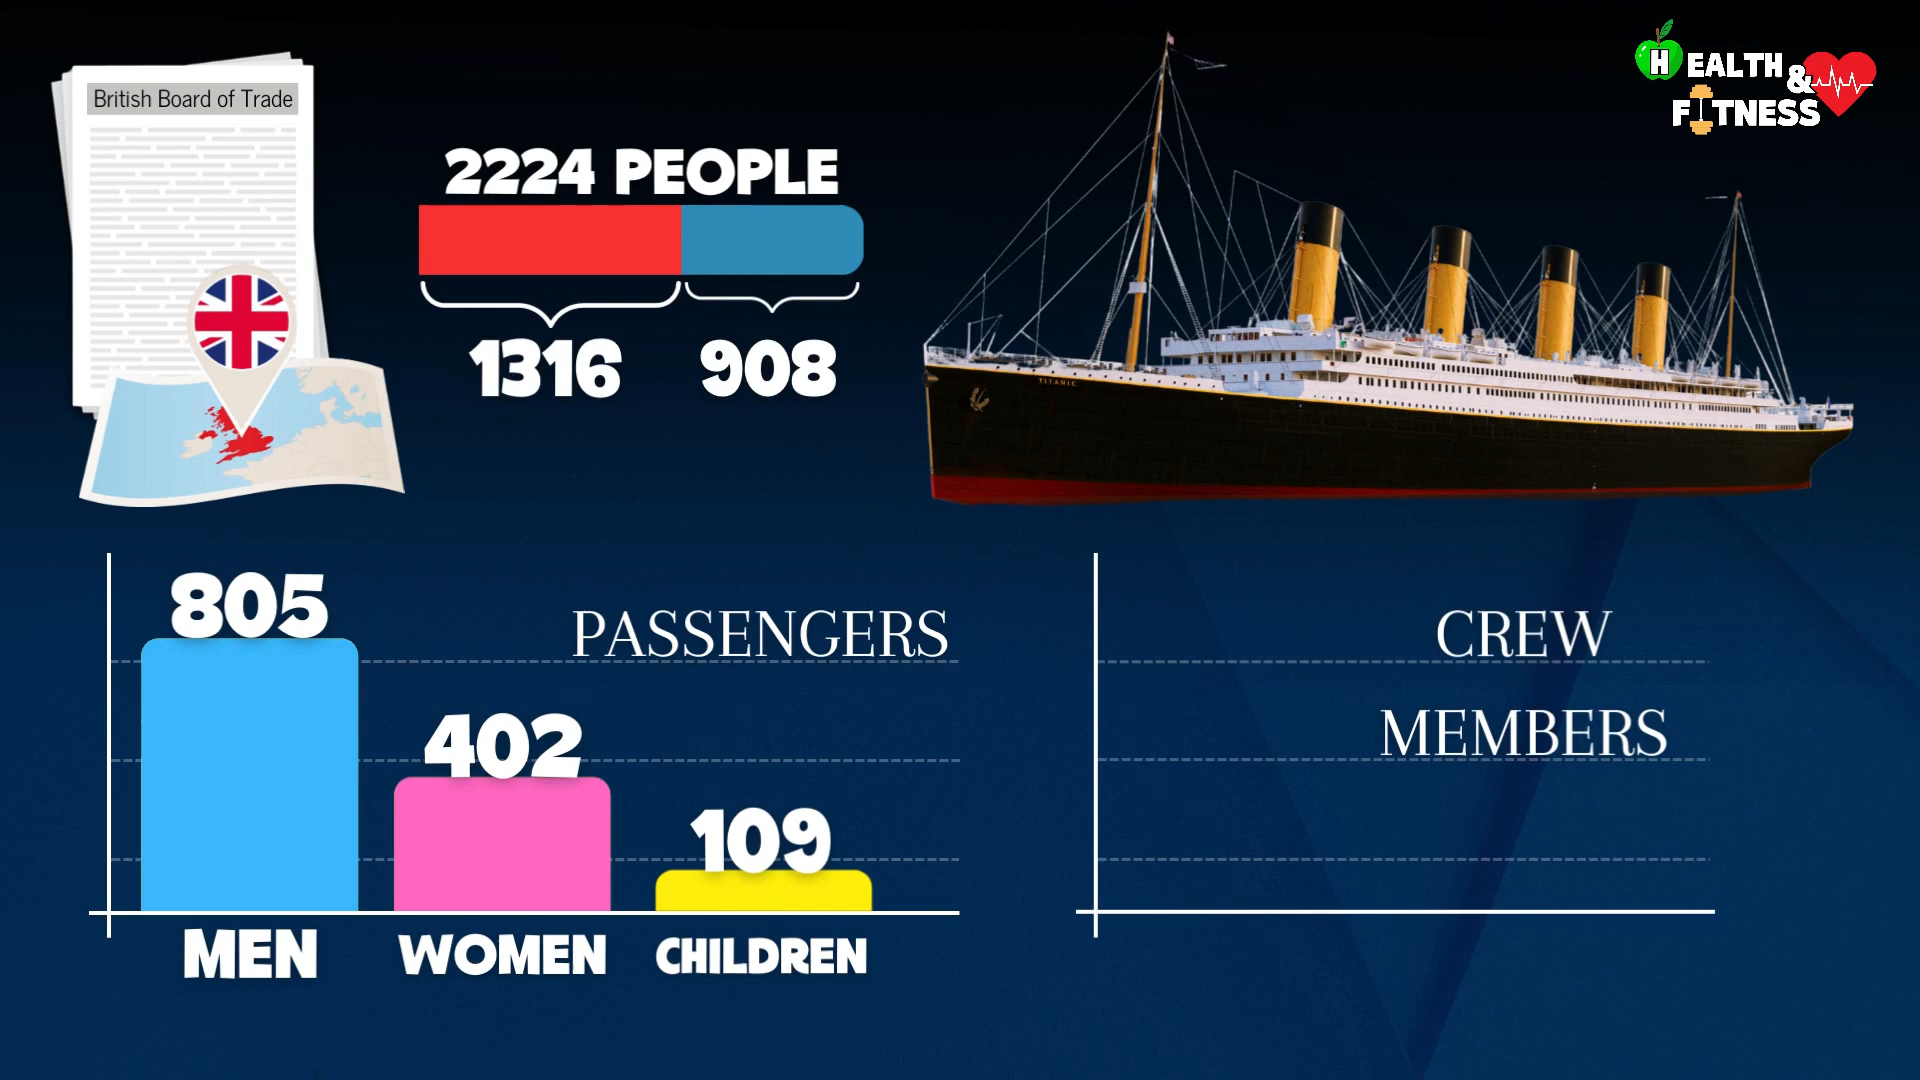 British Board of Trade
HEALTH &
FITNESS
2224 PEOPLE
1316 908
TITANIC
805
402
109
PASSENGERS
MEN WOMEN CHILDREN
CREW
MEMBERS